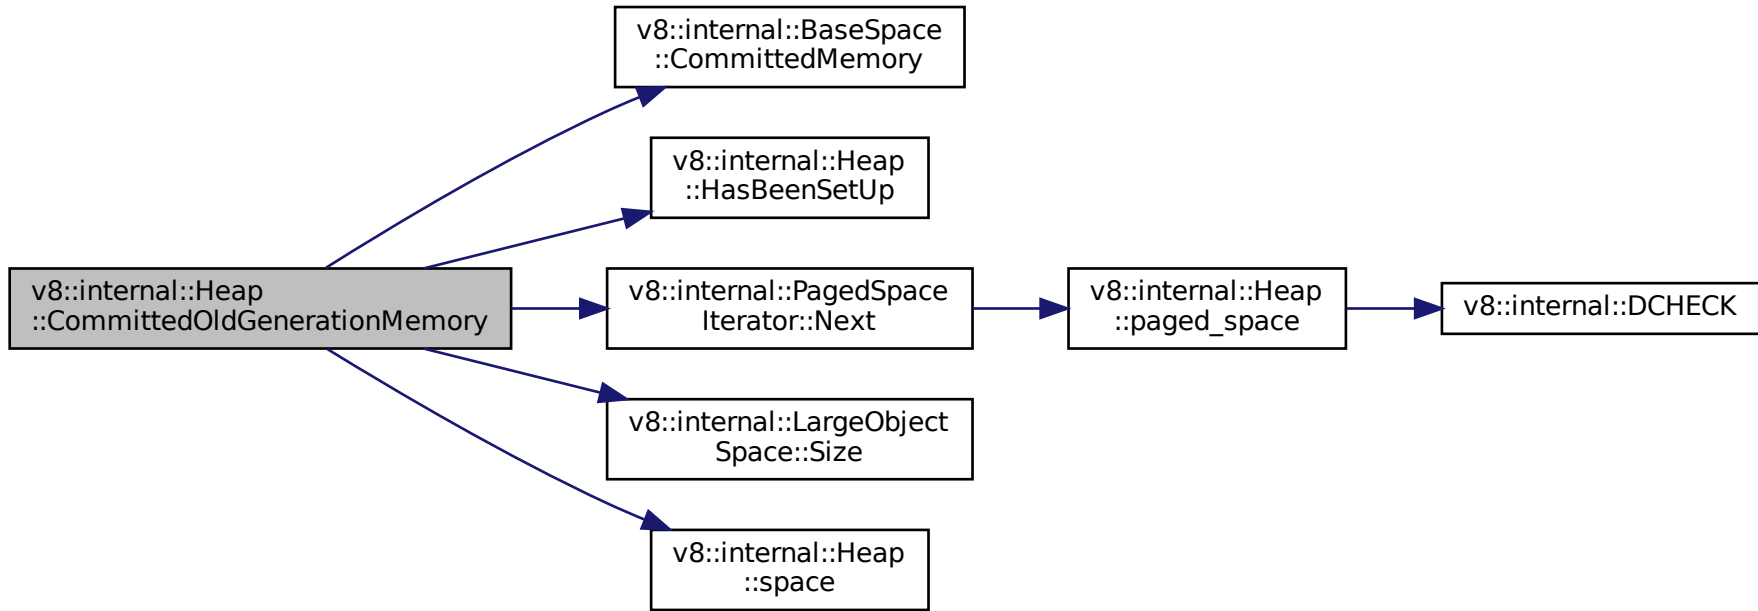 v8::internal::BaseSpace
::CommittedMemory
v8::internal::Heap
::HasBeenSetUp
v8::internal::Heap
::CommittedOldGenerationMemory
v8::internal::PagedSpace
Iterator::Next
v8::internal::Heap
::paged_space
v8::internal::DCHECK
v8::internal::LargeObject
Space::Size
v8::internal::Heap
::space